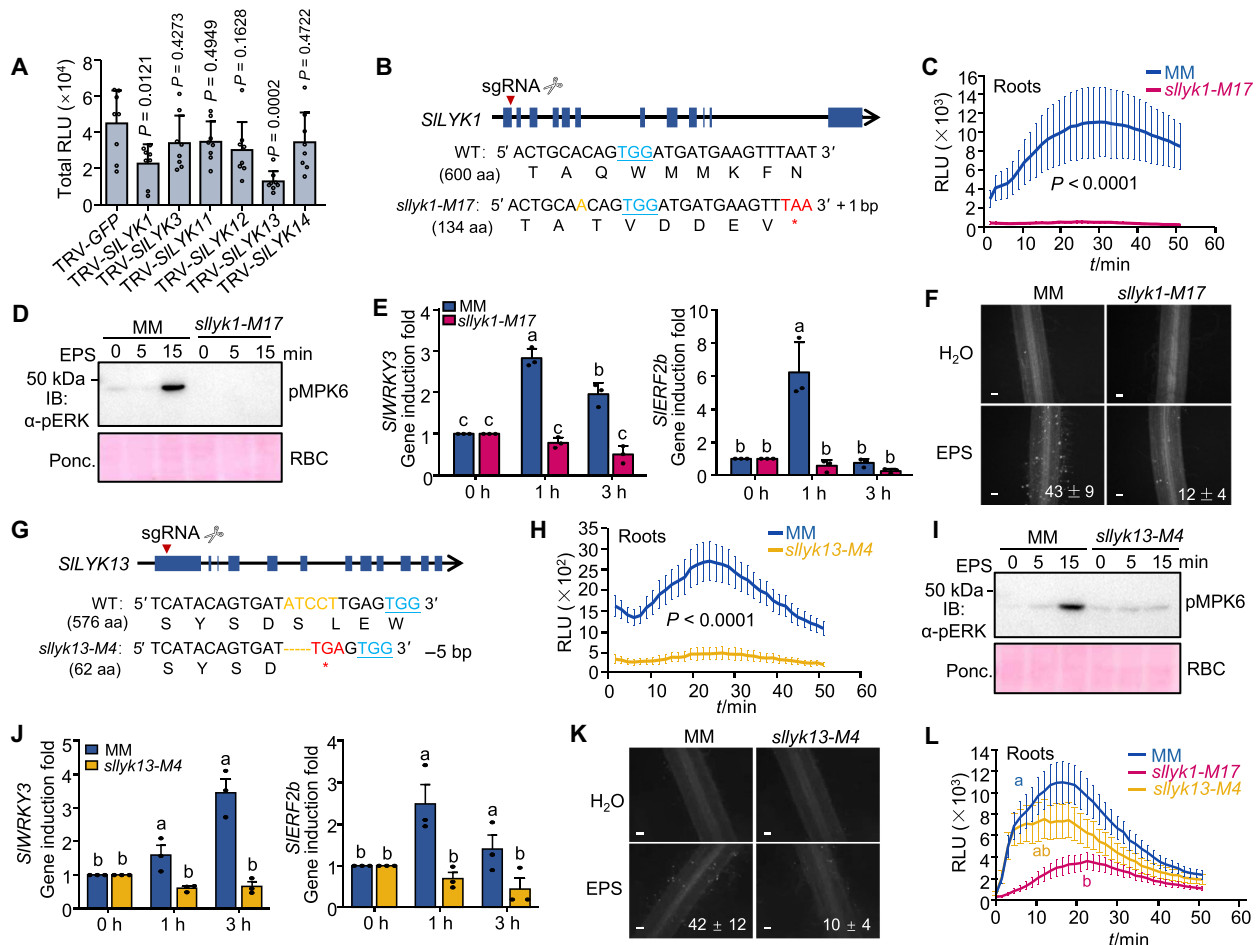 A
Total RLU (×10⁴)
8
6
4
2
0
P = 0.0121
P = 0.4273
P = 0.4949
P = 0.1628
P = 0.0002
P = 0.4722
TRV-GFP
TRV-SlLYK1
TRV-SlLYK3
TRV-SlLYK11
TRV-SlLYK12
TRV-SlLYK13
TRV-SlLYK14
B
sgRNA
SlLYK1
WT: 5′ ACTGCACAGTGGATGATGAAGTTTAAT 3′
(600 aa) T A Q W M M K F N
sllyk1-M17: 5′ ACTGCAACAGTGGATGATGAAGTTTAA 3′ + 1 bp
(134 aa) T A T V D D E V *
C
Roots
MM
sllyk1-M17
RLU (×10³)
16
14
12
10
8
6
4
2
0
P < 0.0001
0 10 20 30 40 50 60
t/min
D
MM sllyk1-M17
EPS 0 5 15 0 5 15 min
50 kDa
IB:
α-pERK
pMPK6
Ponc.
RBC
E
MM
sllyk1-M17
SlWRKY3
Gene induction fold
4
3
2
1
0
c c a c b c
0 h 1 h 3 h
SlERF2b
Gene induction fold
10
8
6
4
2
0
b b a b b b
0 h 1 h 3 h
F
MM sllyk1-M17
H₂O
EPS
43 ± 9 12 ± 4
G
sgRNA
SlLYK13
WT: 5′ TCATACAGTGATATCCTTGAGTGG 3′
(576 aa) S Y S D S L E W
sllyk13-M4: 5′ TCATACAGTGAT-----TGAGTGG 3′ –5 bp
(62 aa) S Y S D *
H
Roots
MM
sllyk13-M4
RLU (×10²)
35
30
25
20
15
10
5
0
P < 0.0001
0 10 20 30 40 50 60
t/min
I
MM sllyk13-M4
EPS 0 5 15 0 5 15 min
50 kDa
IB:
α-pERK
pMPK6
Ponc.
RBC
J
MM
sllyk13-M4
SlWRKY3
Gene induction fold
5
4
3
2
1
0
b b a b a b
0 h 1 h 3 h
SlERF2b
Gene induction fold
4
3
2
1
0
b b a b a b
0 h 1 h 3 h
K
MM sllyk13-M4
H₂O
EPS
42 ± 12 10 ± 4
L
Roots
MM
sllyk1-M17
sllyk13-M4
RLU (×10³)
14
12
10
8
6
4
2
0
a
ab
b
0 10 20 30 40 50 60
t/min